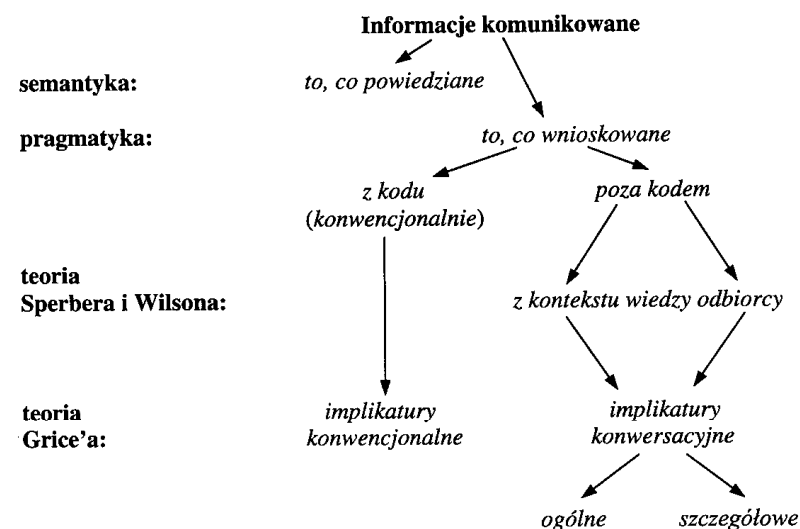 Informacje komunikowane
semantyka: to, co powiedziane
pragmatyka: to, co wnioskowane
z kodu poza kodem
(konwencjonalnie)
teoria
Sperbera i Wilsona: z kontekstu wiedzy odbiorcy
teoria implikatury implikatury
Grice'a: konwencjonalne konwersacyjne
ogólne szczegółowe